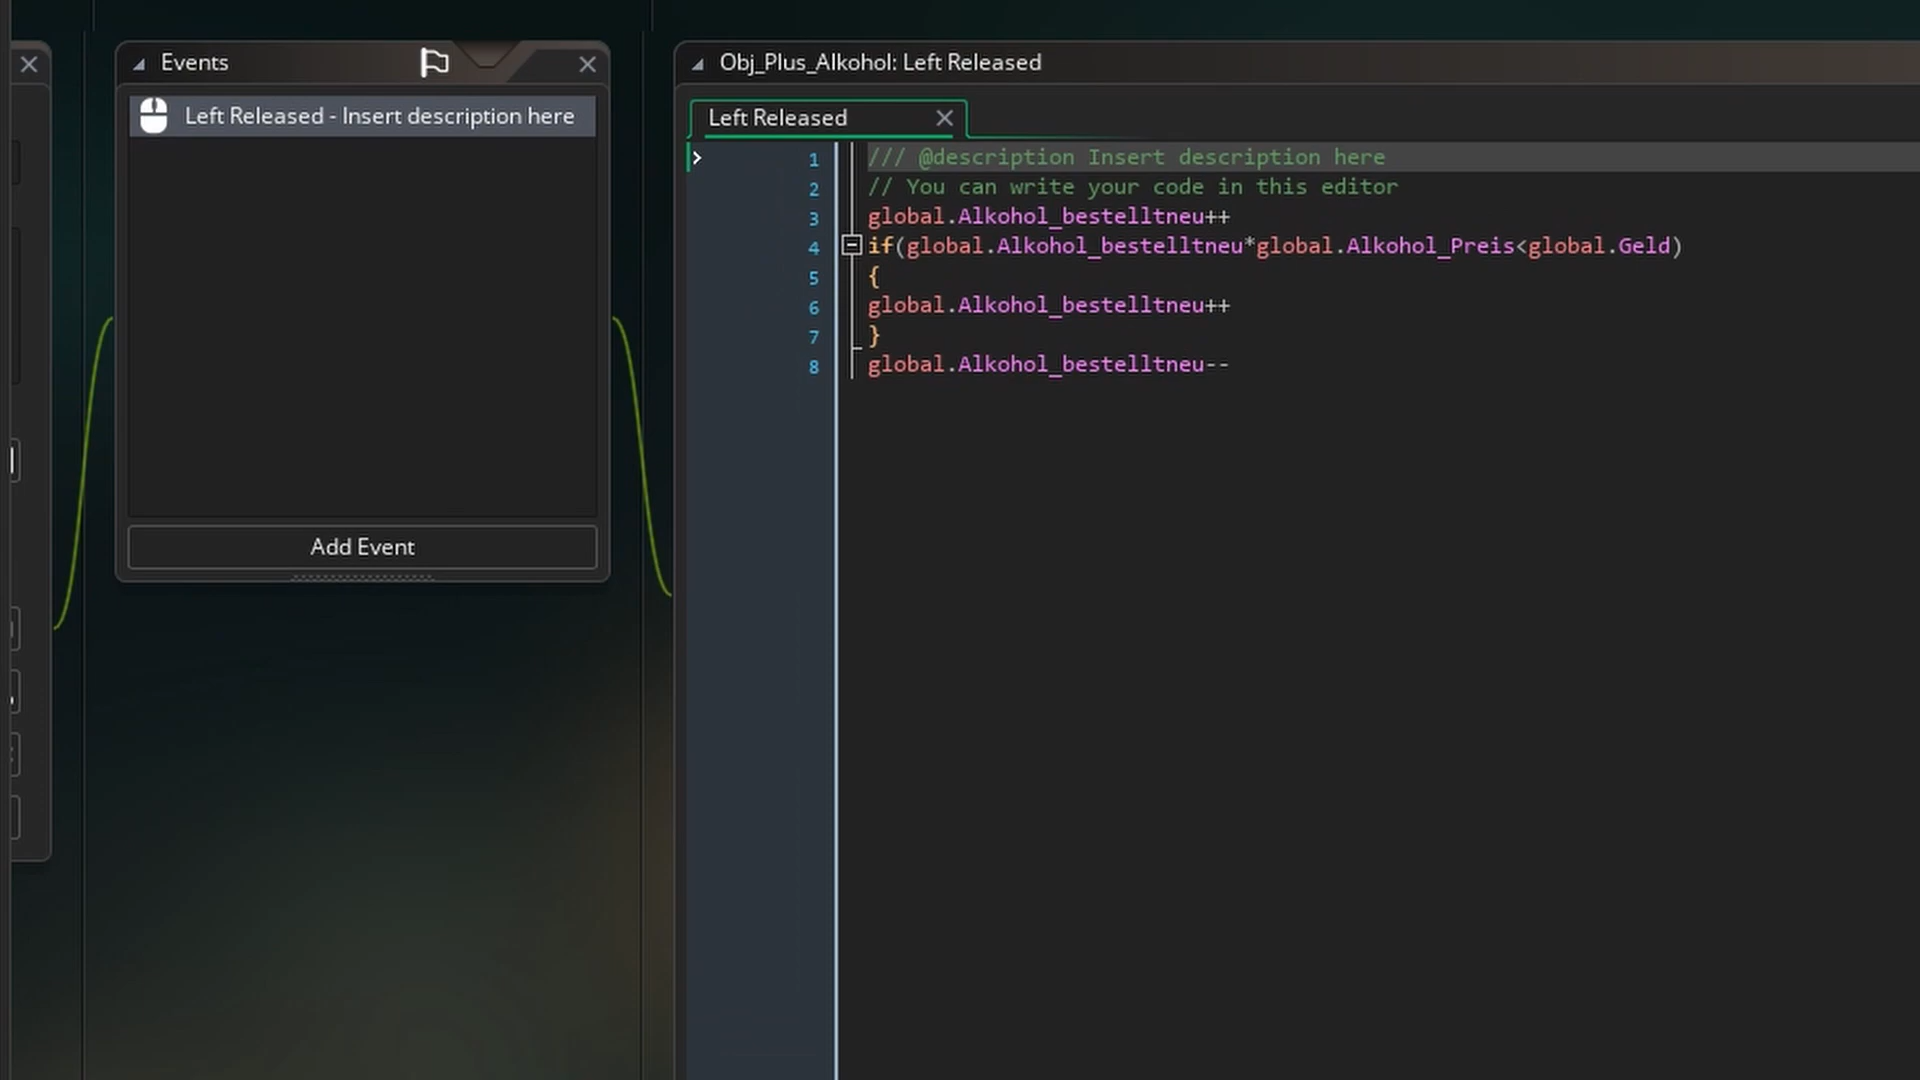 Events
Left Released - Insert description here
Add Event
Obj_Plus_Alkohol: Left Released
Left Released
1 /// @description Insert description here
2 // You can write your code in this editor
3 global.Alkohol_bestelltneu++
4 if(global.Alkohol_bestelltneu*global.Alkohol_Preis<global.Geld)
5 {
6 global.Alkohol_bestelltneu++
7 }
8 global.Alkohol_bestelltneu--